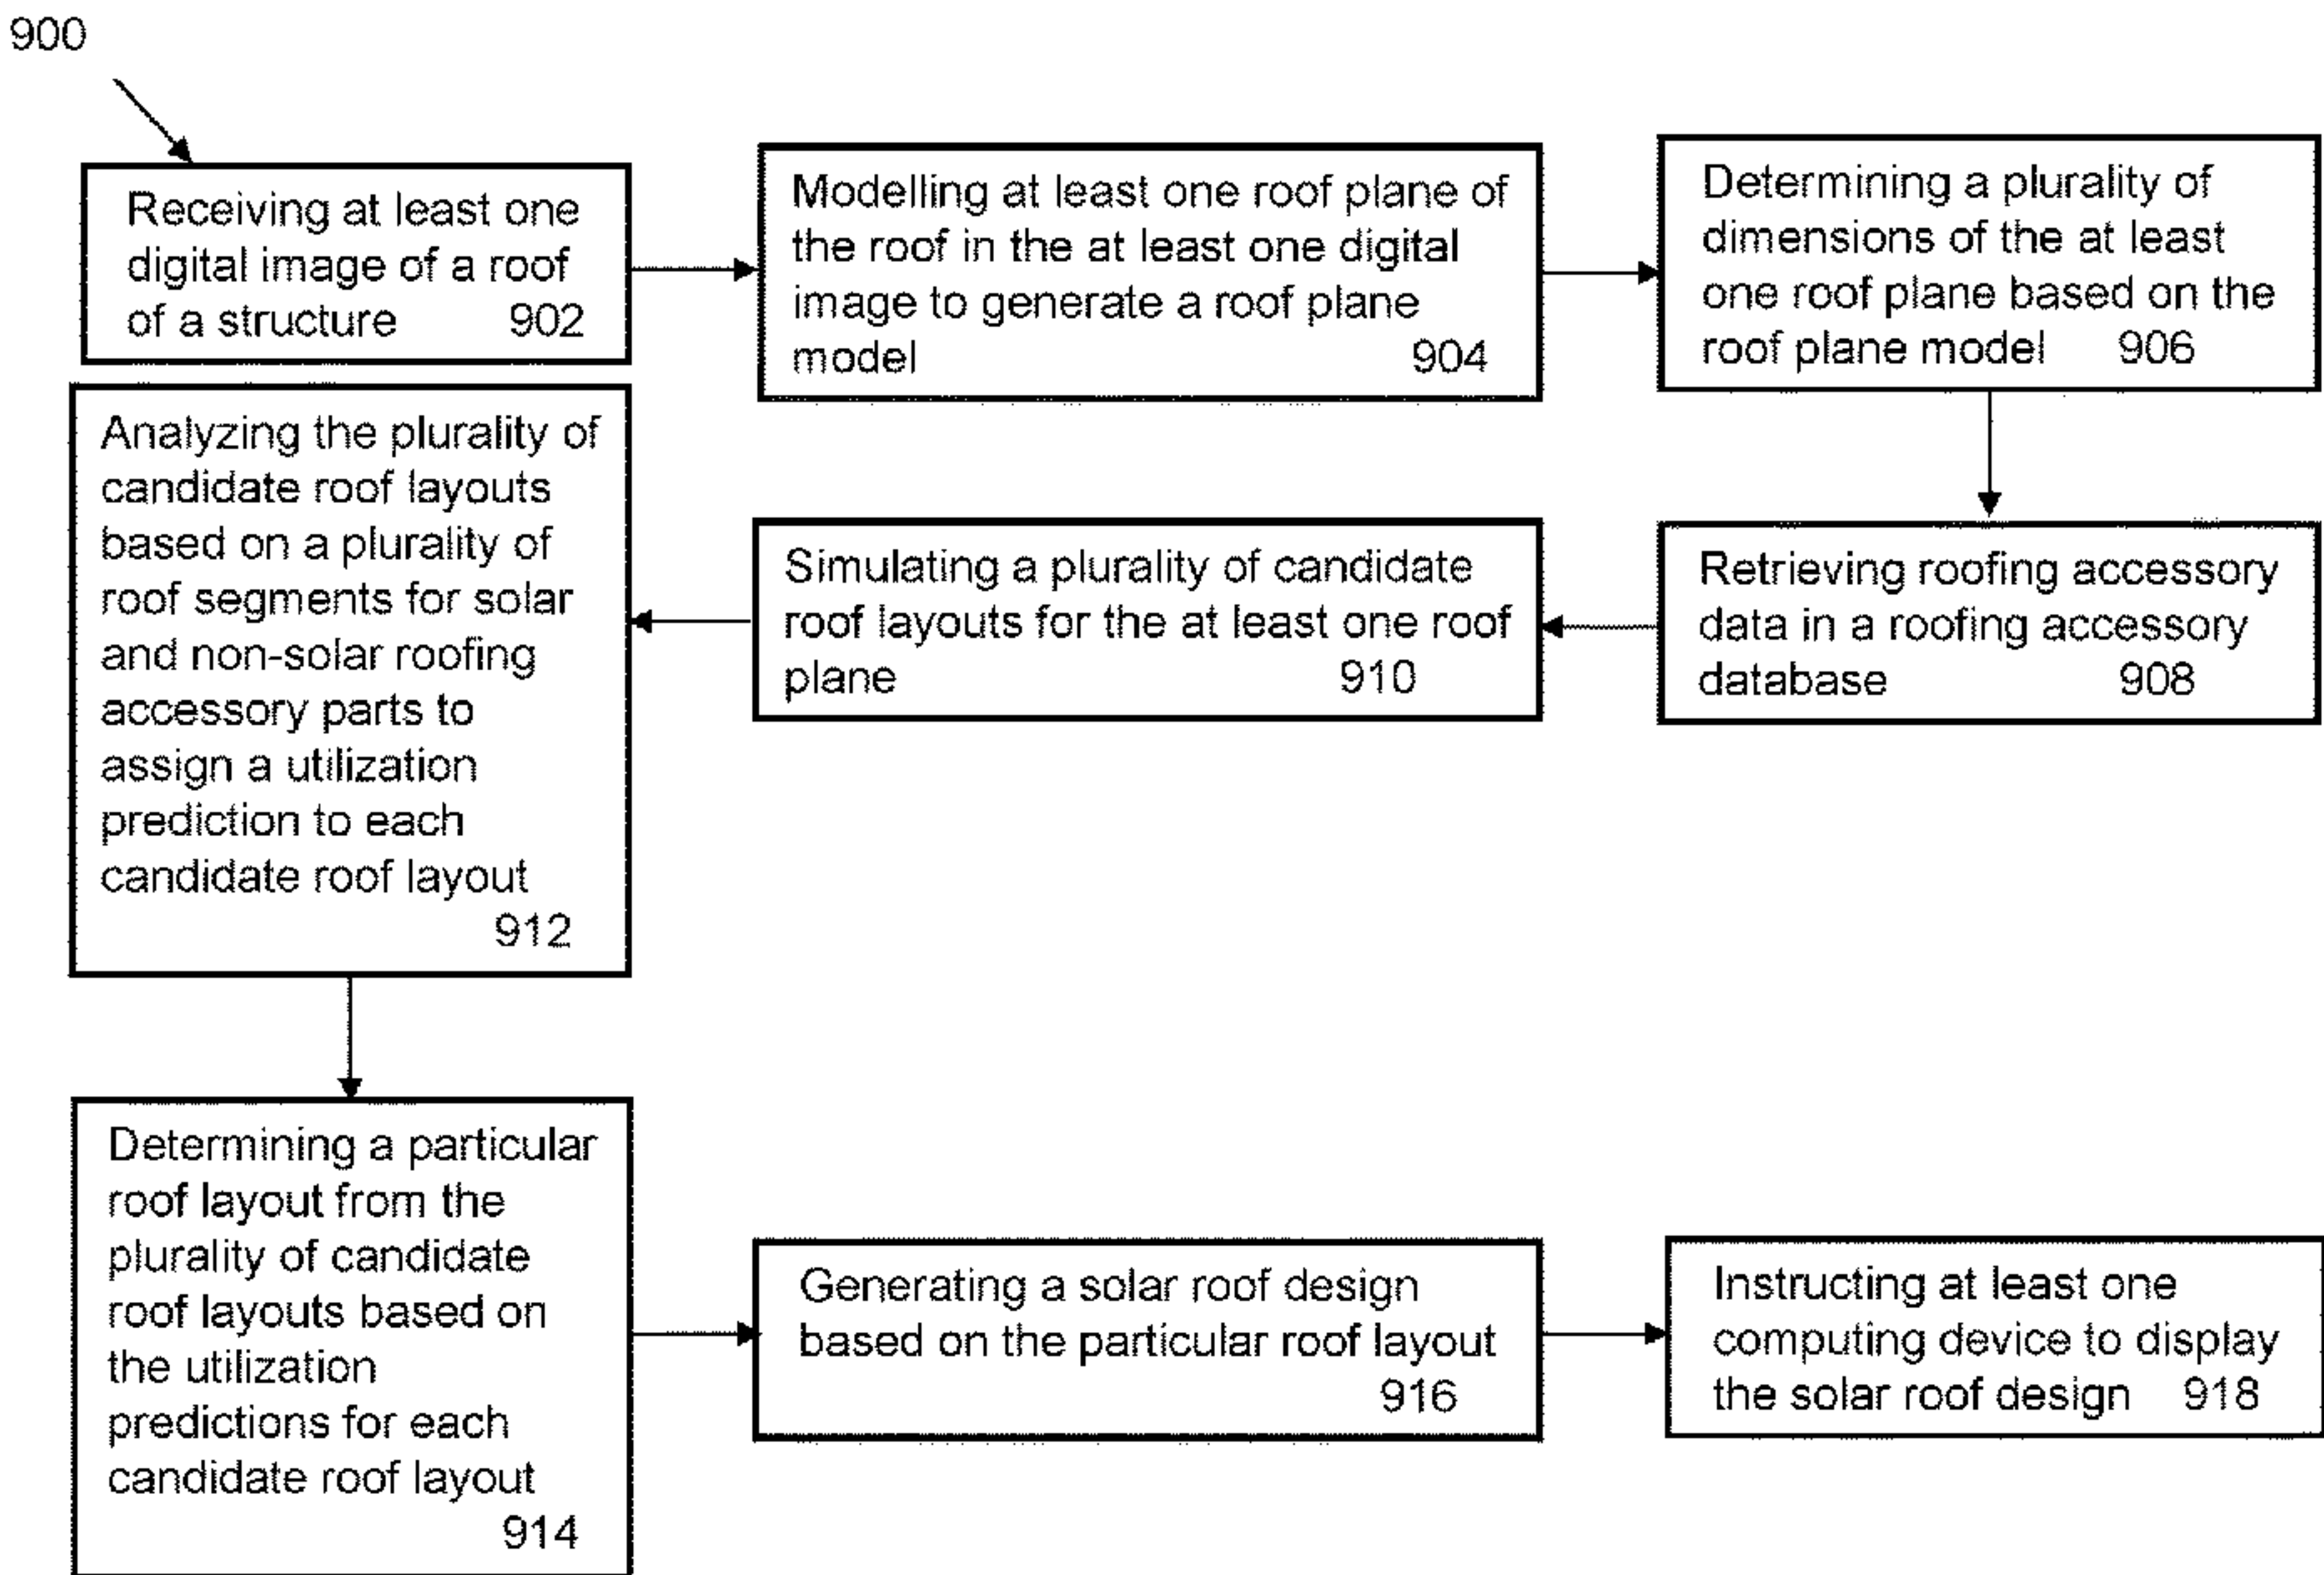 900
Receiving at least one
digital image of a roof
of a structure 902
Modelling at least one roof plane of
the roof in the at least one digital
image to generate a roof plane
model 904
Determining a plurality of
dimensions of the at least
one roof plane based on the
roof plane model 906
Retrieving roofing accessory
data in a roofing accessory
database 908
Simulating a plurality of candidate
roof layouts for the at least one roof
plane 910
Analyzing the plurality of
candidate roof layouts
based on a plurality of
roof segments for solar
and non-solar roofing
accessory parts to
assign a utilization
prediction to each
candidate roof layout
912
Determining a particular
roof layout from the
plurality of candidate
roof layouts based on
the utilization
predictions for each
candidate roof layout
914
Generating a solar roof design
based on the particular roof layout
916
Instructing at least one
computing device to display
the solar roof design 918